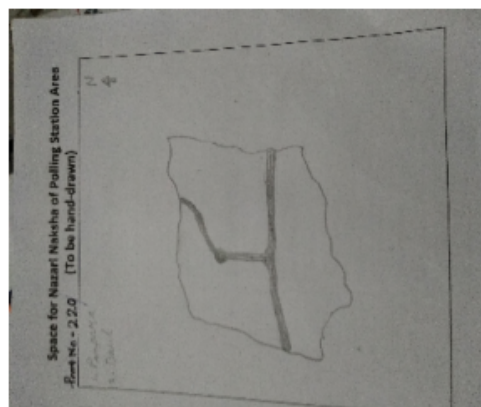 Space for Nazari Naksha of Polling Station Area
Part No - 220 (To be hand-drawn)
N